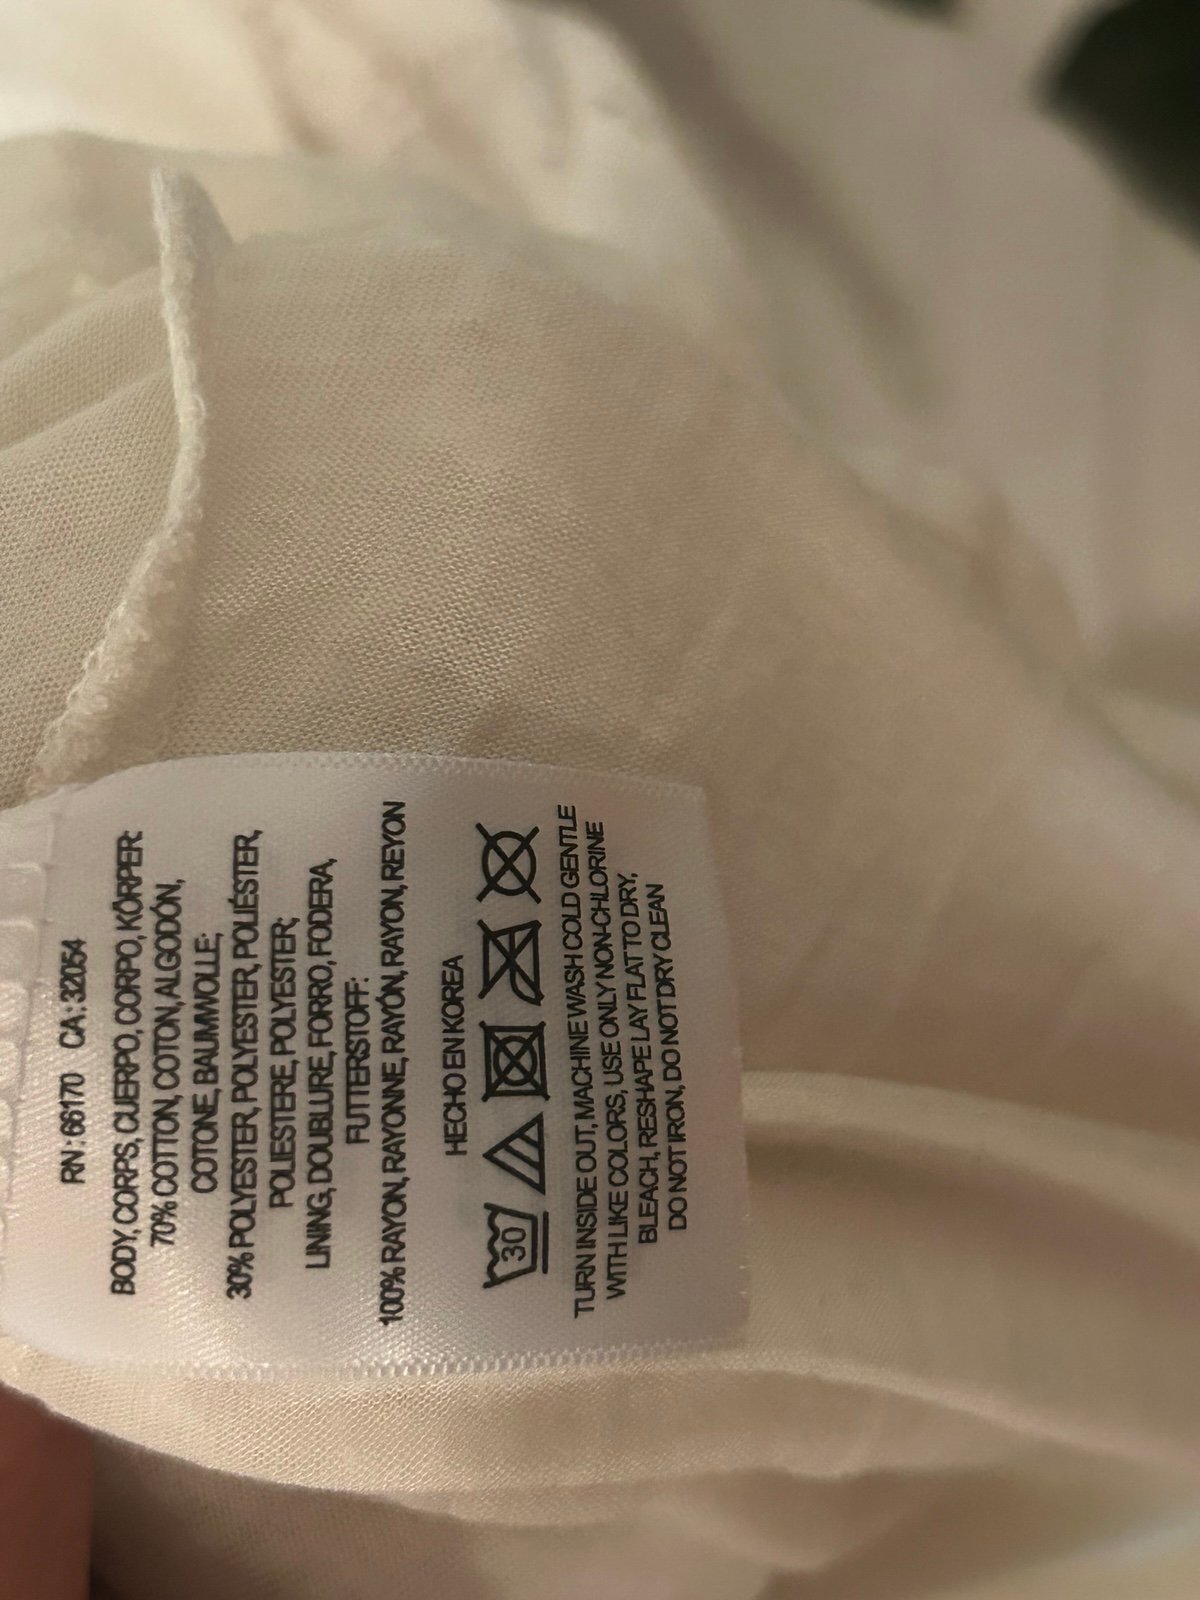 RN : 66170 CA : 32054
BODY, CORPS, CUERPO, CORPO, KÖRPER:
70% COTTON, COTON, ALGODÓN,
COTONE, BAUMWOLLE;
30% POLYESTER, POLYESTER, POLIÉSTER,
POLIESTERE, POLYESTER;
LINING, DOUBLURE, FORRO, FODERA,
FUTTERSTOFF:
100% RAYON, RAYONNE, RAYÓN, RAYON, REYON
HECHO EN KOREA
30
TURN INSIDE OUT, MACHINE WASH COLD GENTLE
WITH LIKE COLORS, USE ONLY NON-CHLORINE
BLEACH, RESHAPE LAY FLAT TO DRY,
DO NOT IRON, DO NOT DRY CLEAN